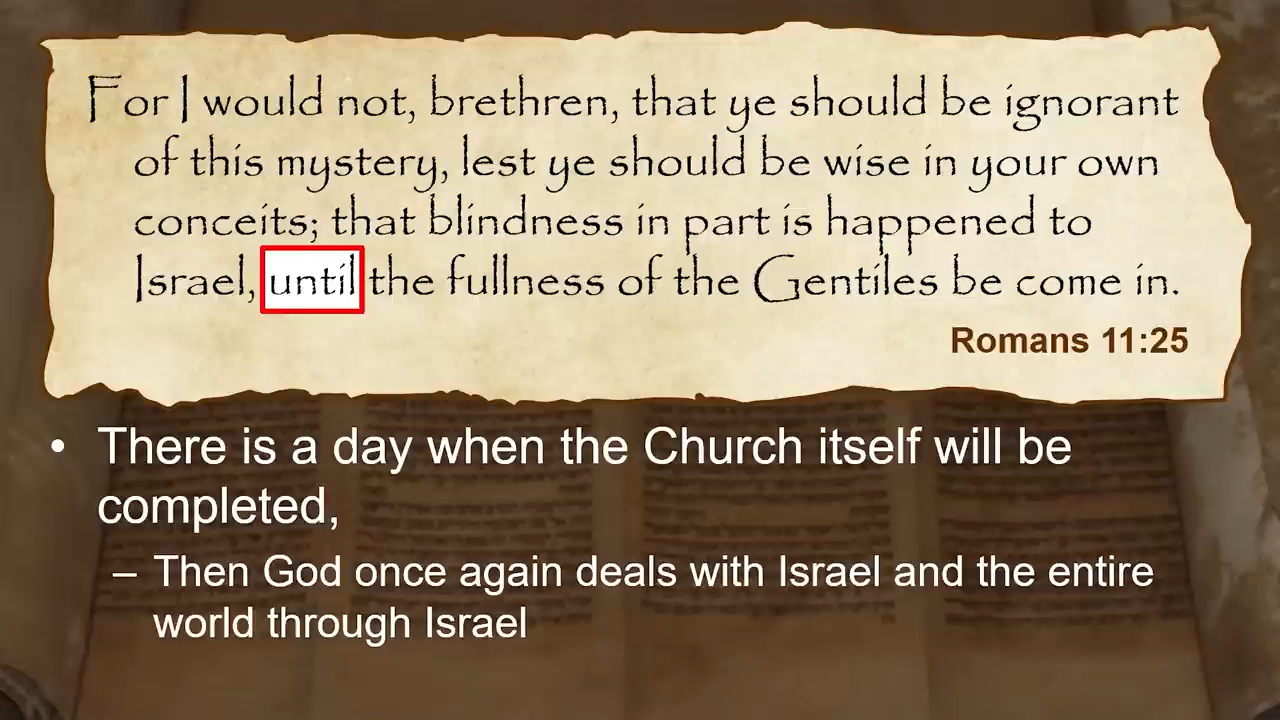 For I would not, brethren, that ye should be ignorant
of this mystery, lest ye should be wise in your own
conceits; that blindness in part is happened to
Israel, until the fullness of the Gentiles be come in.
Romans 11:25
• There is a day when the Church itself will be
completed,
– Then God once again deals with Israel and the entire
world through Israel